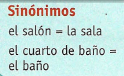 Sinónimos
el salón = la sala
el cuarto de baño =
el baño